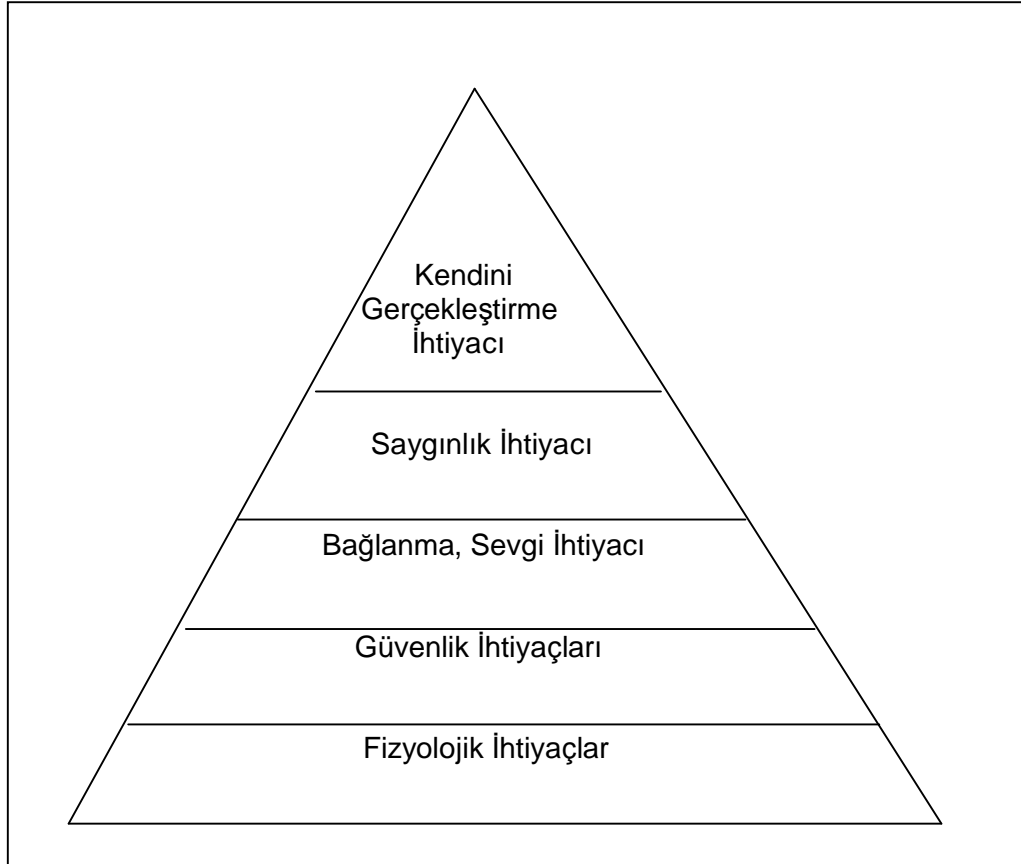 Kendini
Gerçekleştirme
İhtiyacı
Saygınlık İhtiyacı
Bağlanma, Sevgi İhtiyacı
Güvenlik İhtiyaçları
Fizyolojik İhtiyaçlar